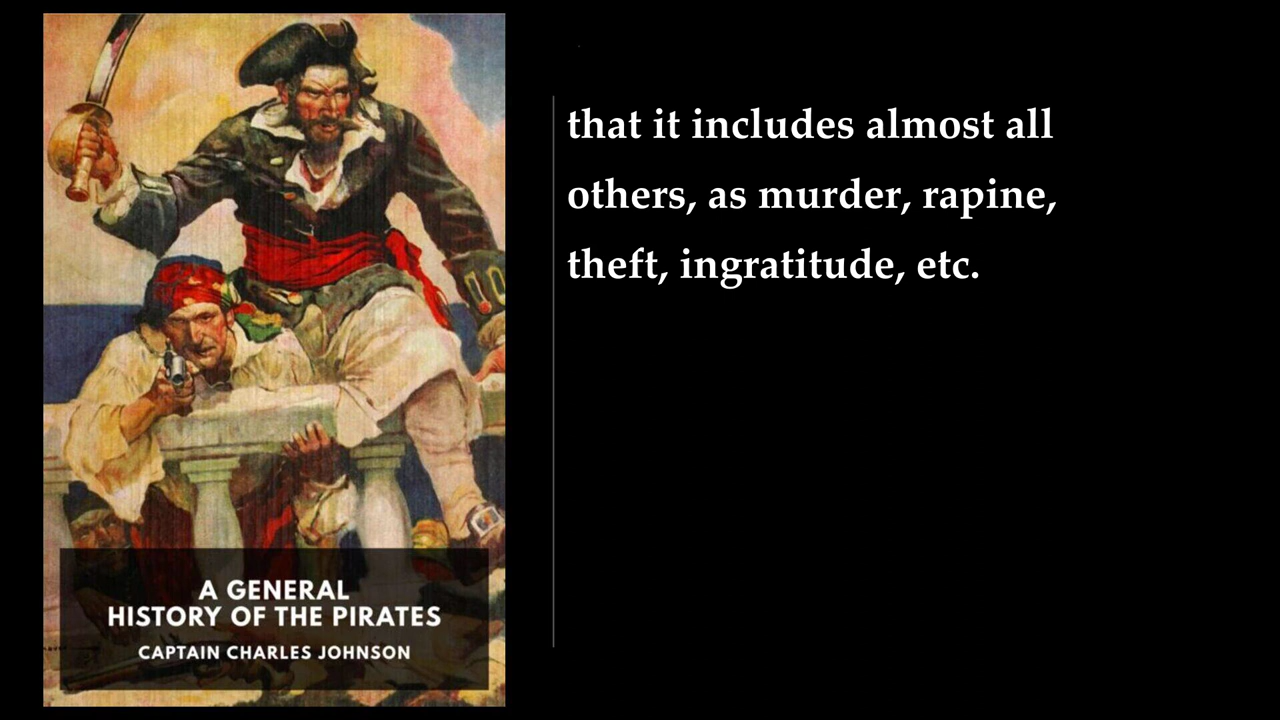 that it includes almost all
others, as murder, rapine,
theft, ingratitude, etc.
A GENERAL
HISTORY OF THE PIRATES
CAPTAIN CHARLES JOHNSON